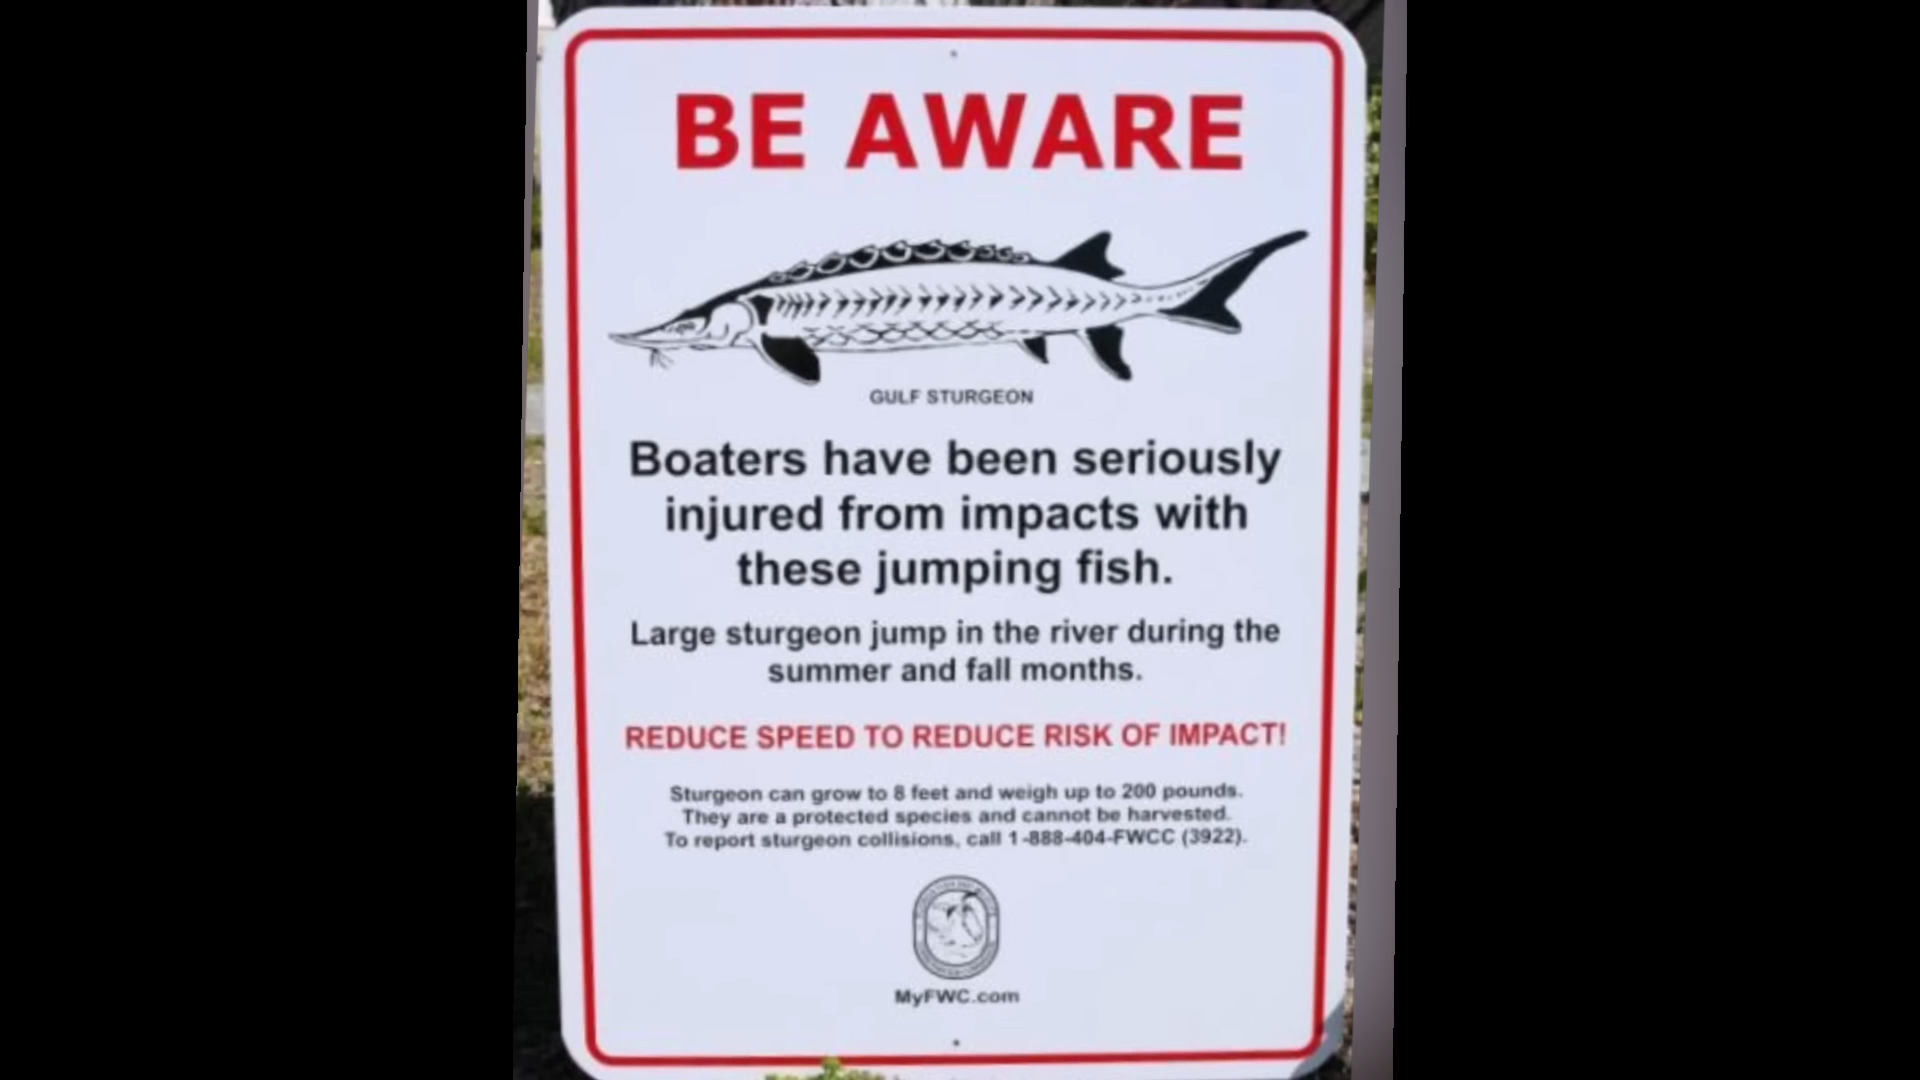 BE AWARE
GULF STURGEON
Boaters have been seriously
injured from impacts with
these jumping fish.
Large sturgeon jump in the river during the
summer and fall months.
REDUCE SPEED TO REDUCE RISK OF IMPACT!
Sturgeon can grow to 8 feet and weigh up to 200 pounds.
They are a protected species and cannot be harvested.
To report sturgeon collisions, call 1-888-404-FWCC (3922).
MyFWC.com